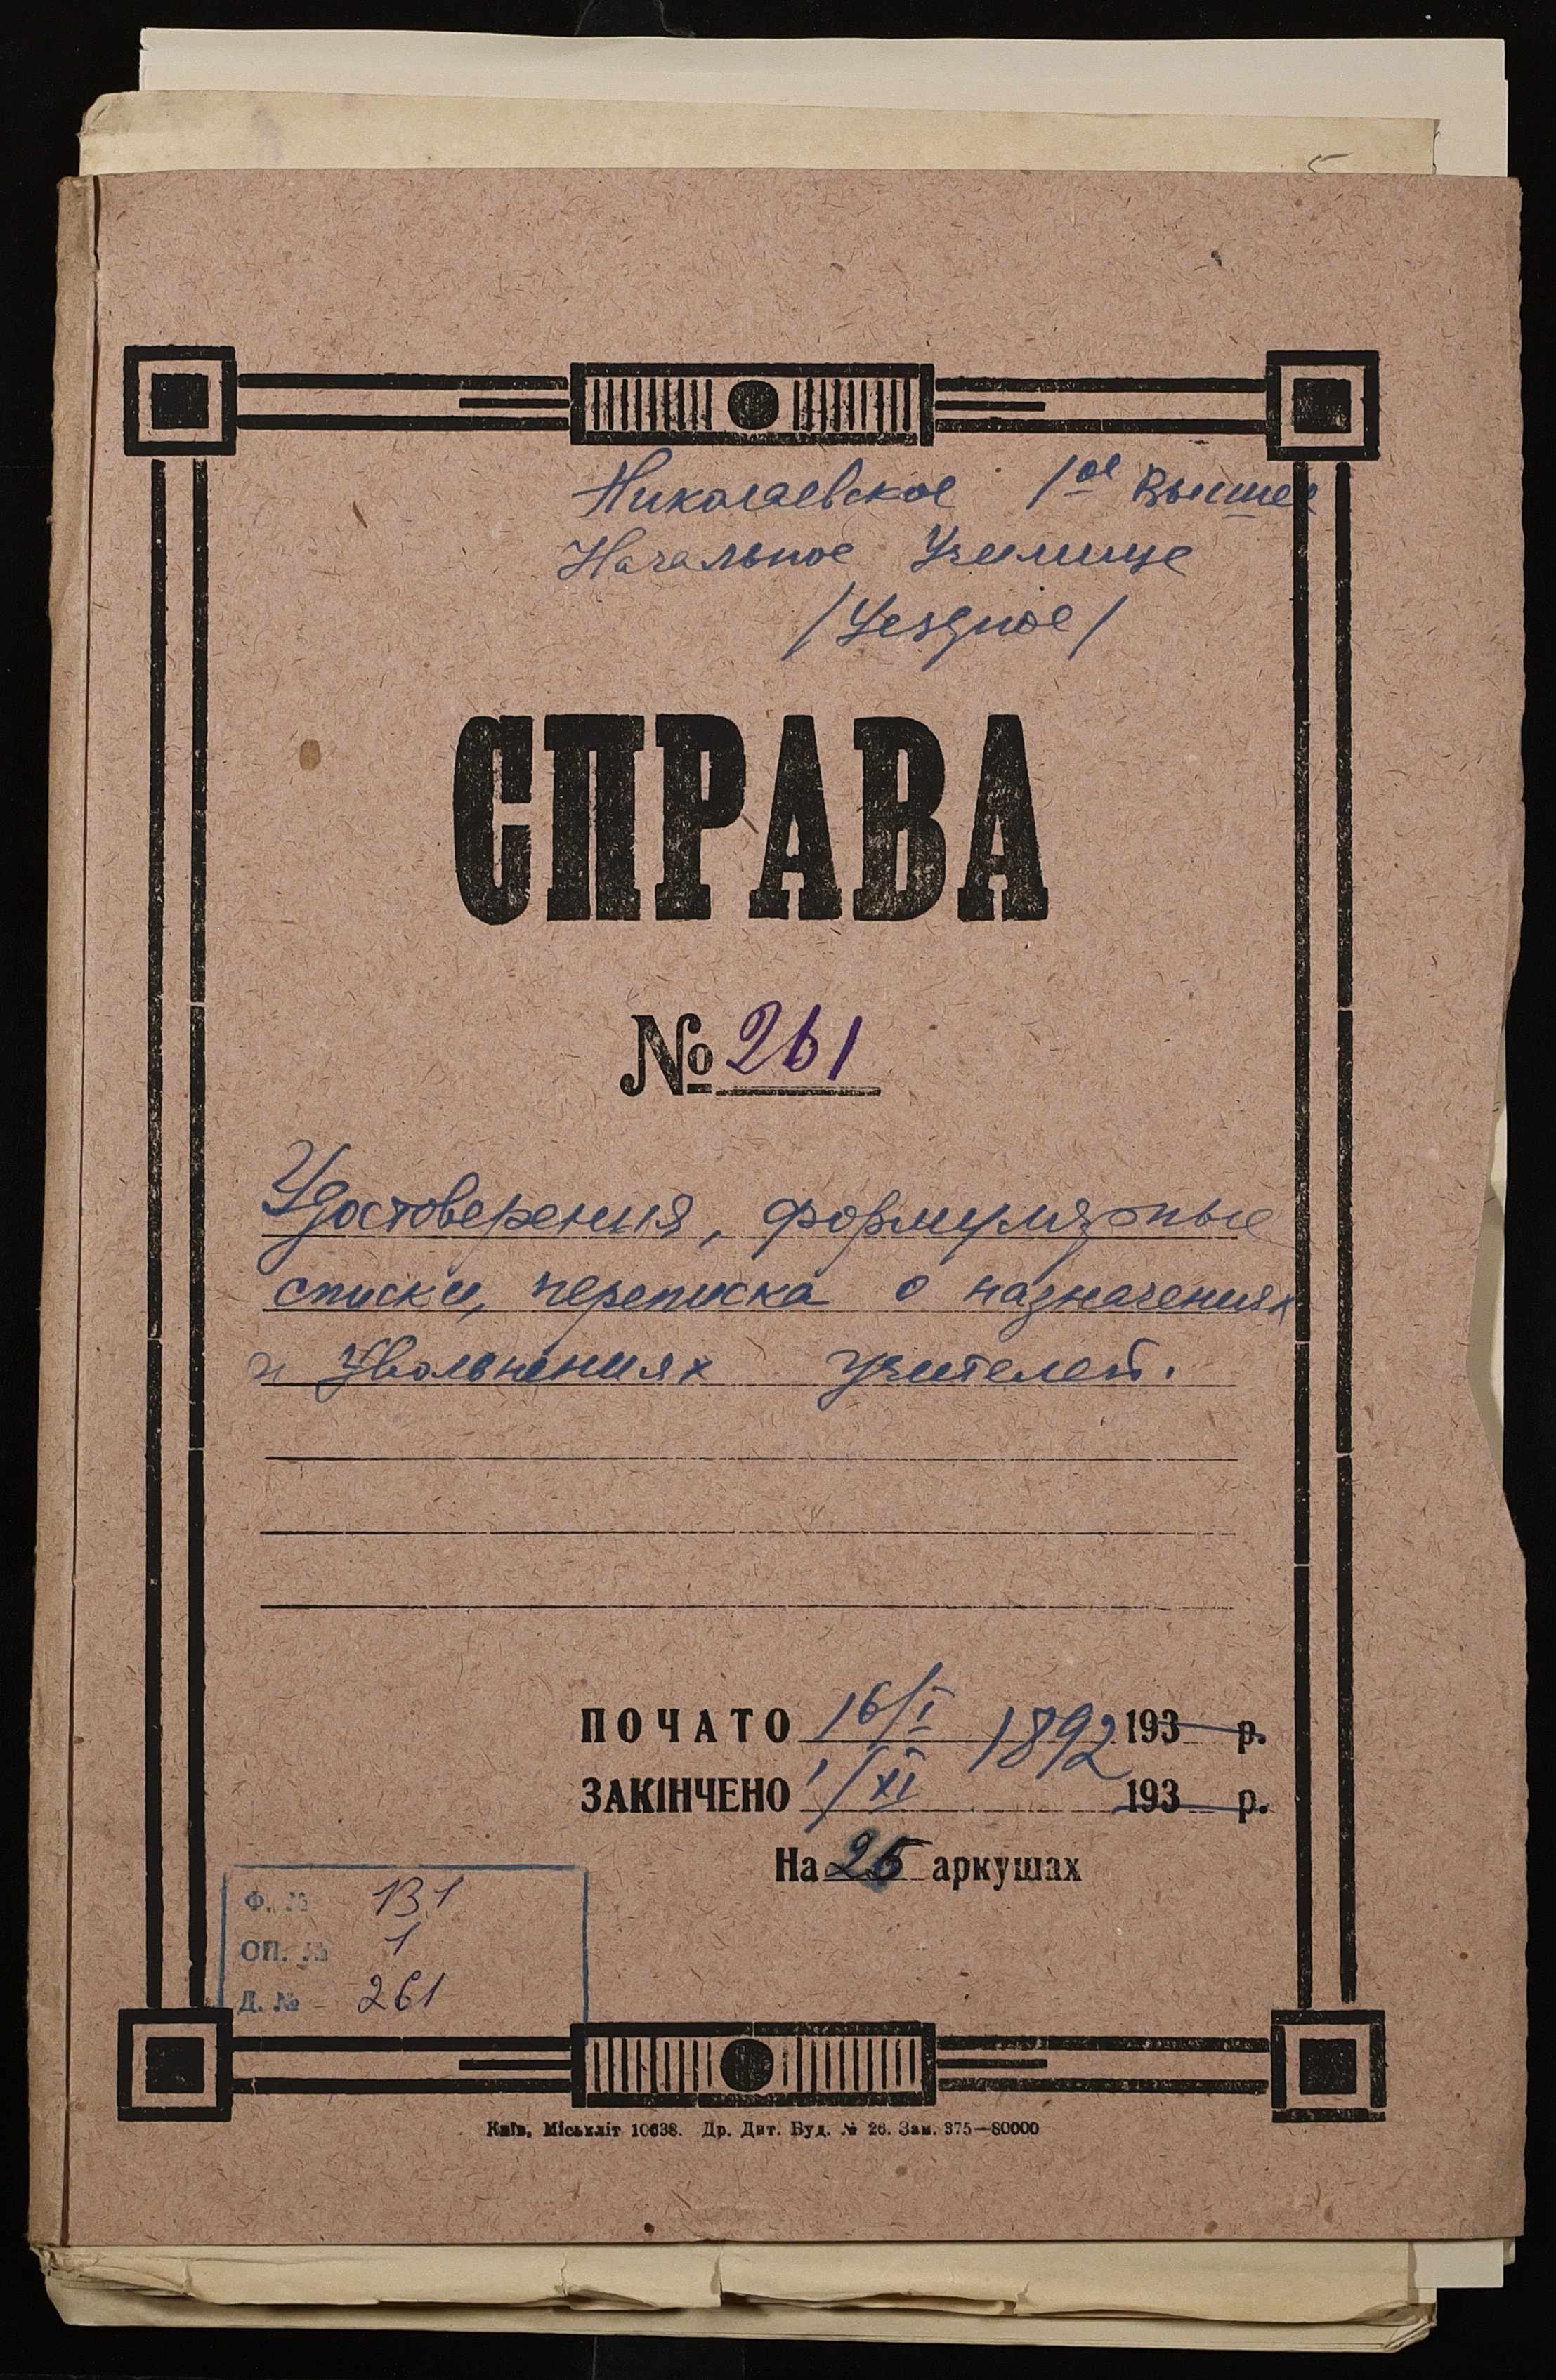 Николаевское 1ое Высшее
Начальное Училище
/Уездное/
СПРАВА
№ 261
Удостоверения, формулярные
списки, переписка о назначениях
и Увольнениях учителей.
ПОЧАТО 16/I 1892 193 р.
ЗАКІНЧЕНО 1/XI 193 р.
На 25 аркушах
Ф. № 131
ОП. № 1
Д. № 261
Київ, Міськліт 10638. Др. Дит. Буд. № 26. Зам. 375—80000